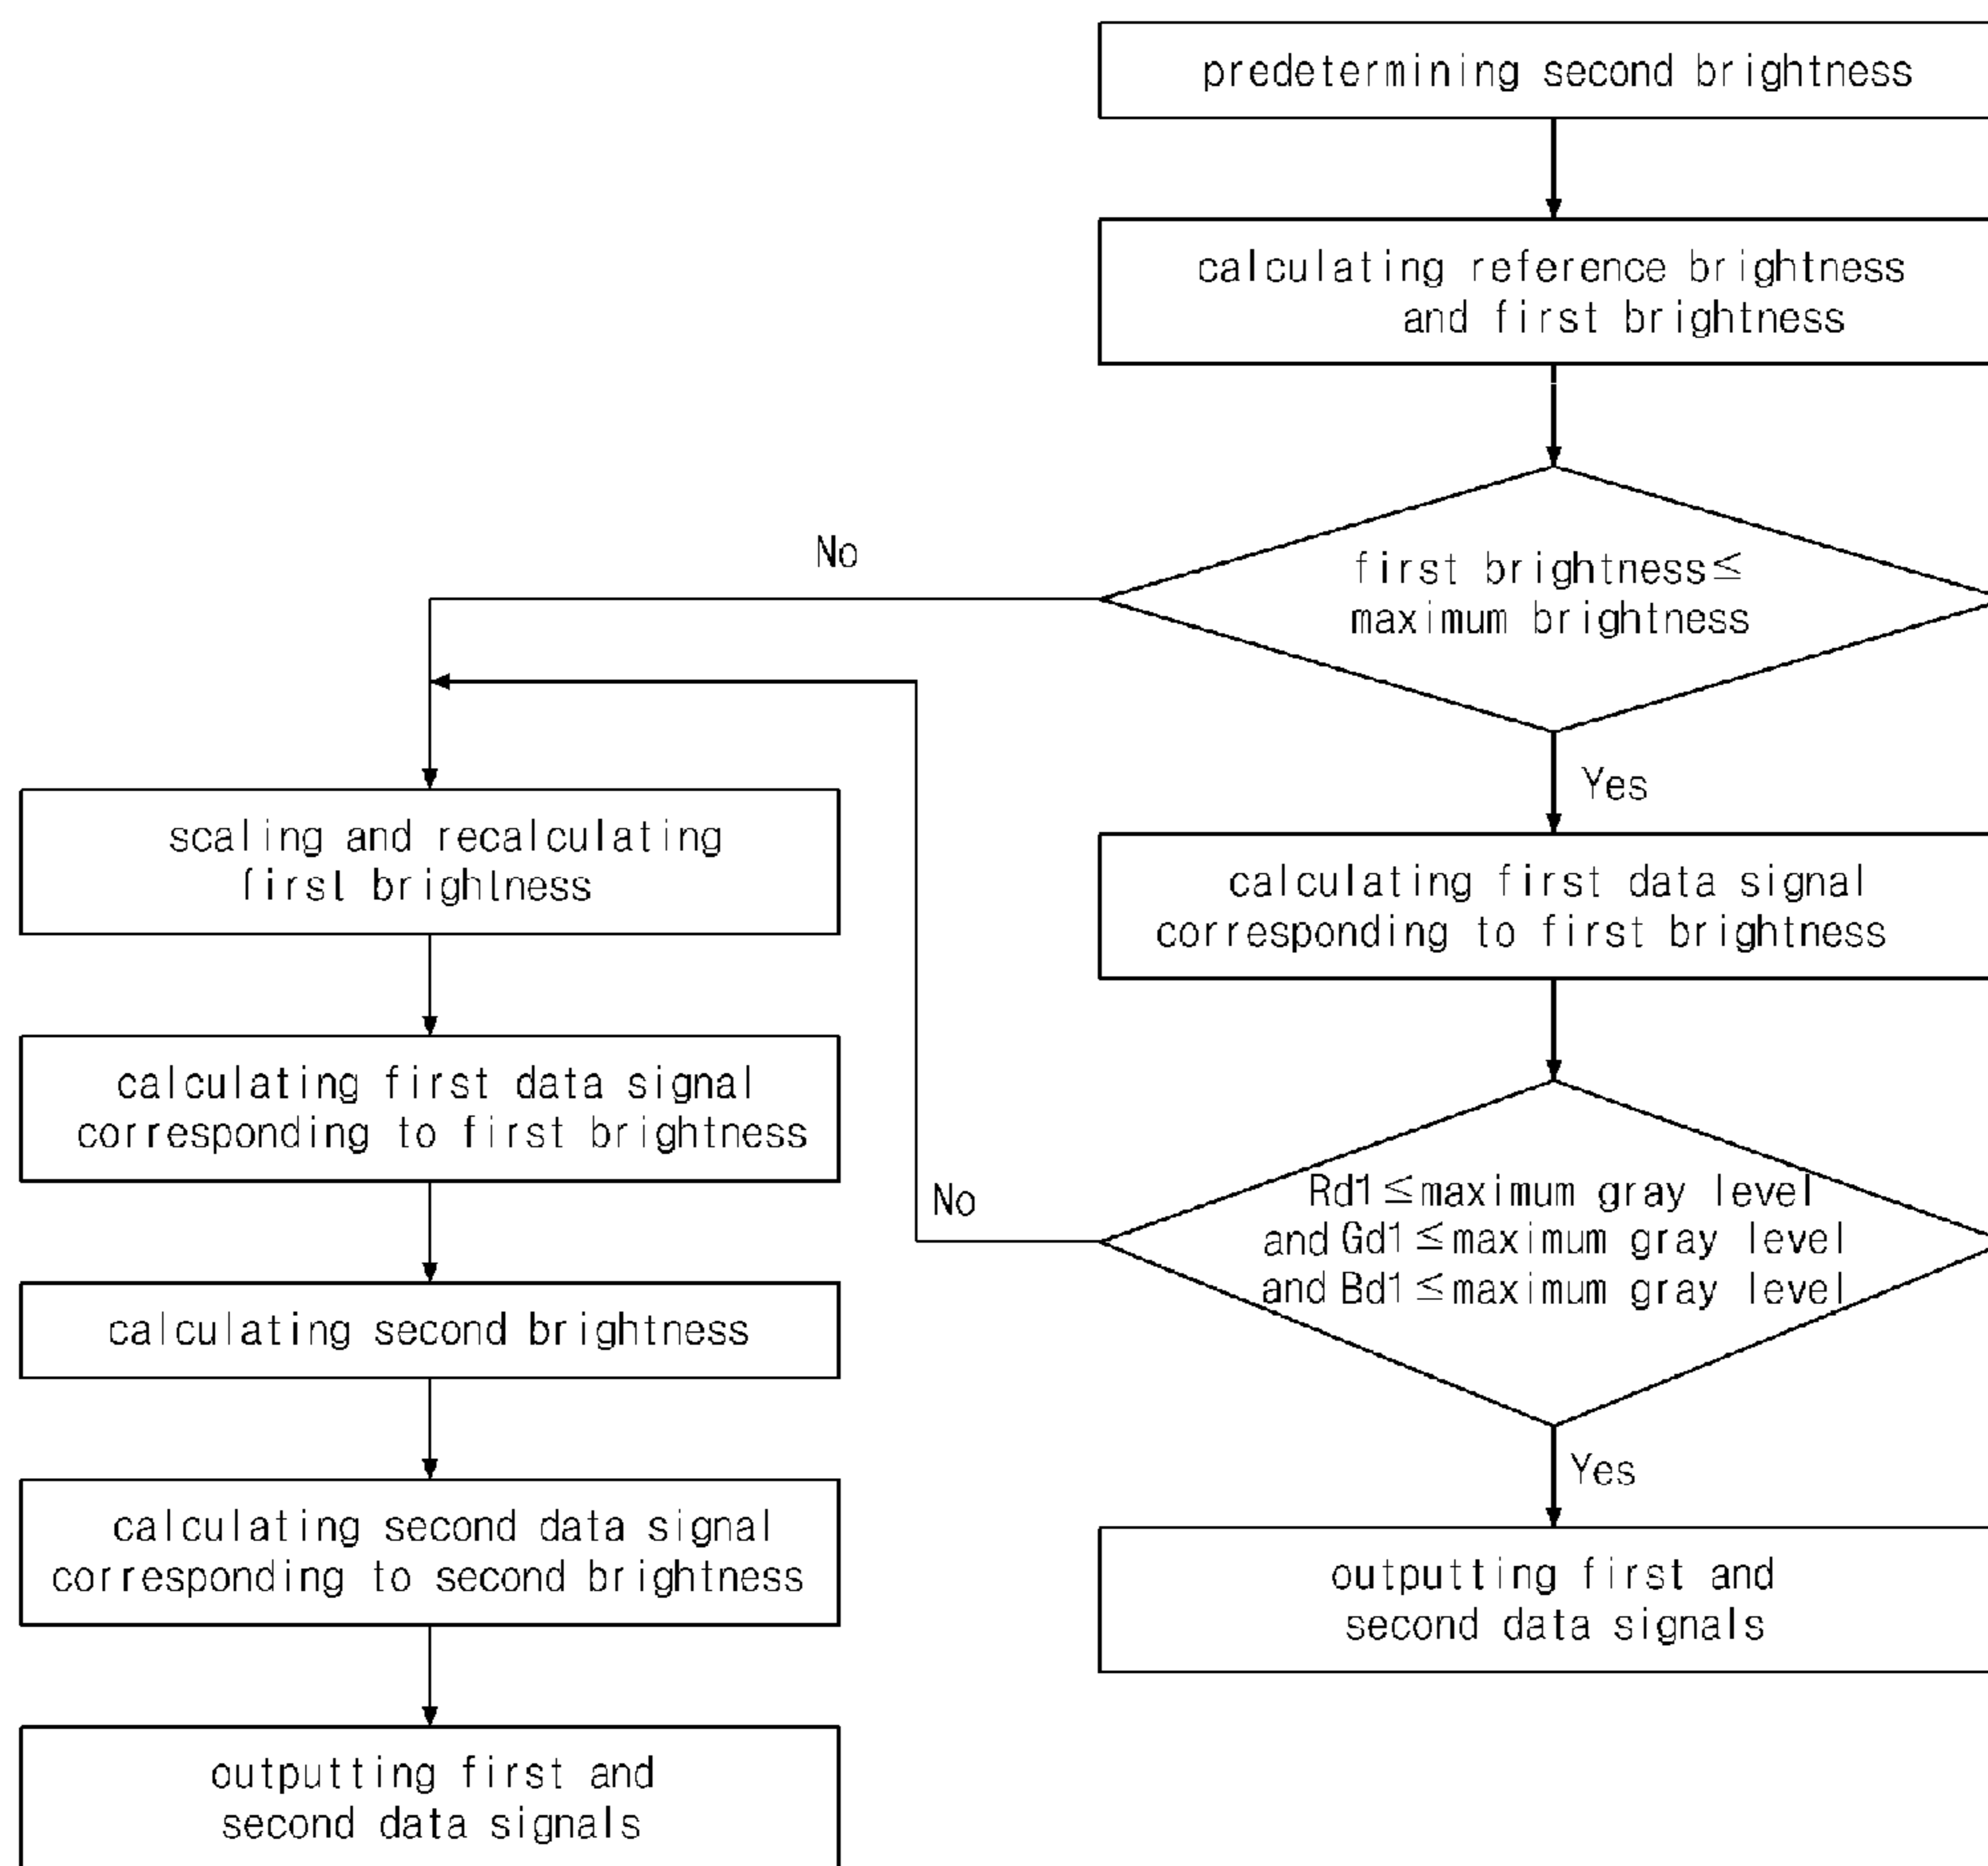 predetermining second brightness
calculating reference brightness
and first brightness
first brightness≤
maximum brightness
No
Yes
calculating first data signal
corresponding to first brightness
Rd1≤maximum gray level
and Gd1≤maximum gray level
and Bd1≤maximum gray level
No
Yes
outputting first and
second data signals
scaling and recalculating
first brightness
calculating first data signal
corresponding to first brightness
calculating second brightness
calculating second data signal
corresponding to second brightness
outputting first and
second data signals